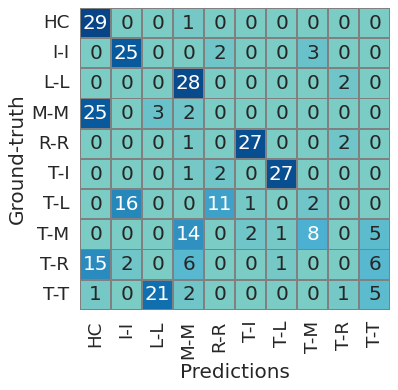 HC 29 0 0 1 0 0 0 0 0 0
I-I 0 25 0 0 2 0 0 3 0 0
L-L 0 0 0 28 0 0 0 0 2 0
M-M 25 0 3 2 0 0 0 0 0 0
R-R 0 0 0 1 0 27 0 0 2 0
T-I 0 0 0 1 2 0 27 0 0 0
T-L 0 16 0 0 11 1 0 2 0 0
T-M 0 0 0 14 0 2 1 8 0 5
T-R 15 2 0 6 0 0 1 0 0 6
T-T 1 0 21 2 0 0 0 0 1 5
Ground-truth
HC I-I L-L M-M R-R T-I T-L T-M T-R T-T
Predictions